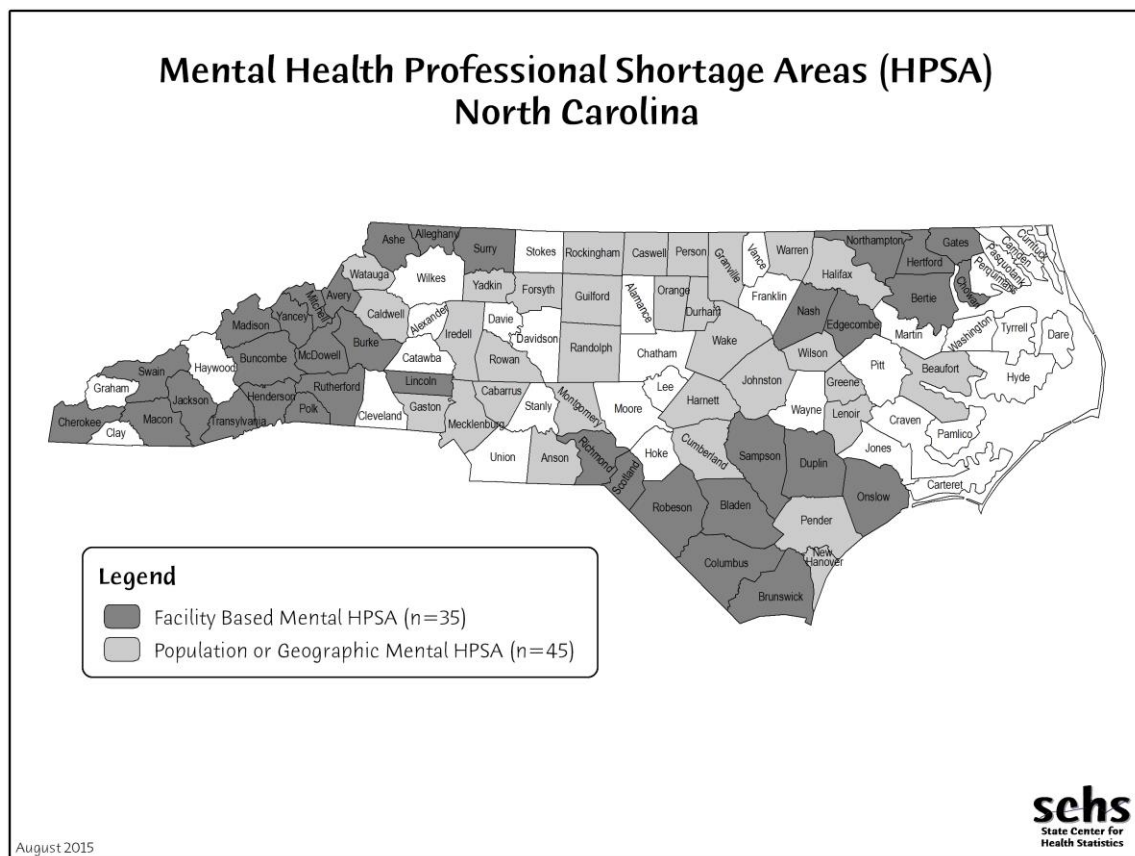 Mental Health Professional Shortage Areas (HPSA)
North Carolina
Ashe
Alleghany
Surry
Stokes
Rockingham
Caswell
Person
Granville
Vance
Warren
Northampton
Gates
Currituck
Camden
Pasquotank
Perquimans
Watauga
Wilkes
Yadkin
Forsyth
Guilford
Alamance
Orange
Durham
Franklin
Halifax
Hertford
Bertie
Chowan
Avery
Mitchell
Yancey
Madison
Caldwell
Alexander
Iredell
Davie
Davidson
Randolph
Chatham
Wake
Nash
Edgecombe
Martin
Washington
Tyrrell
Dare
Haywood
Buncombe
McDowell
Burke
Catawba
Rowan
Wilson
Johnston
Pitt
Beaufort
Hyde
Swain
Graham
Jackson
Henderson
Rutherford
Polk
Lincoln
Cleveland
Gaston
Cabarrus
Stanly
Montgomery
Moore
Lee
Harnett
Wayne
Greene
Lenoir
Craven
Pamlico
Cherokee
Clay
Macon
Transylvania
Mecklenburg
Union
Anson
Richmond
Scotland
Hoke
Cumberland
Sampson
Duplin
Jones
Carteret
Onslow
Robeson
Bladen
Pender
New
Hanover
Columbus
Brunswick
Legend
Facility Based Mental HPSA (n=35)
Population or Geographic Mental HPSA (n=45)
schs
State Center for
Health Statistics
August 2015